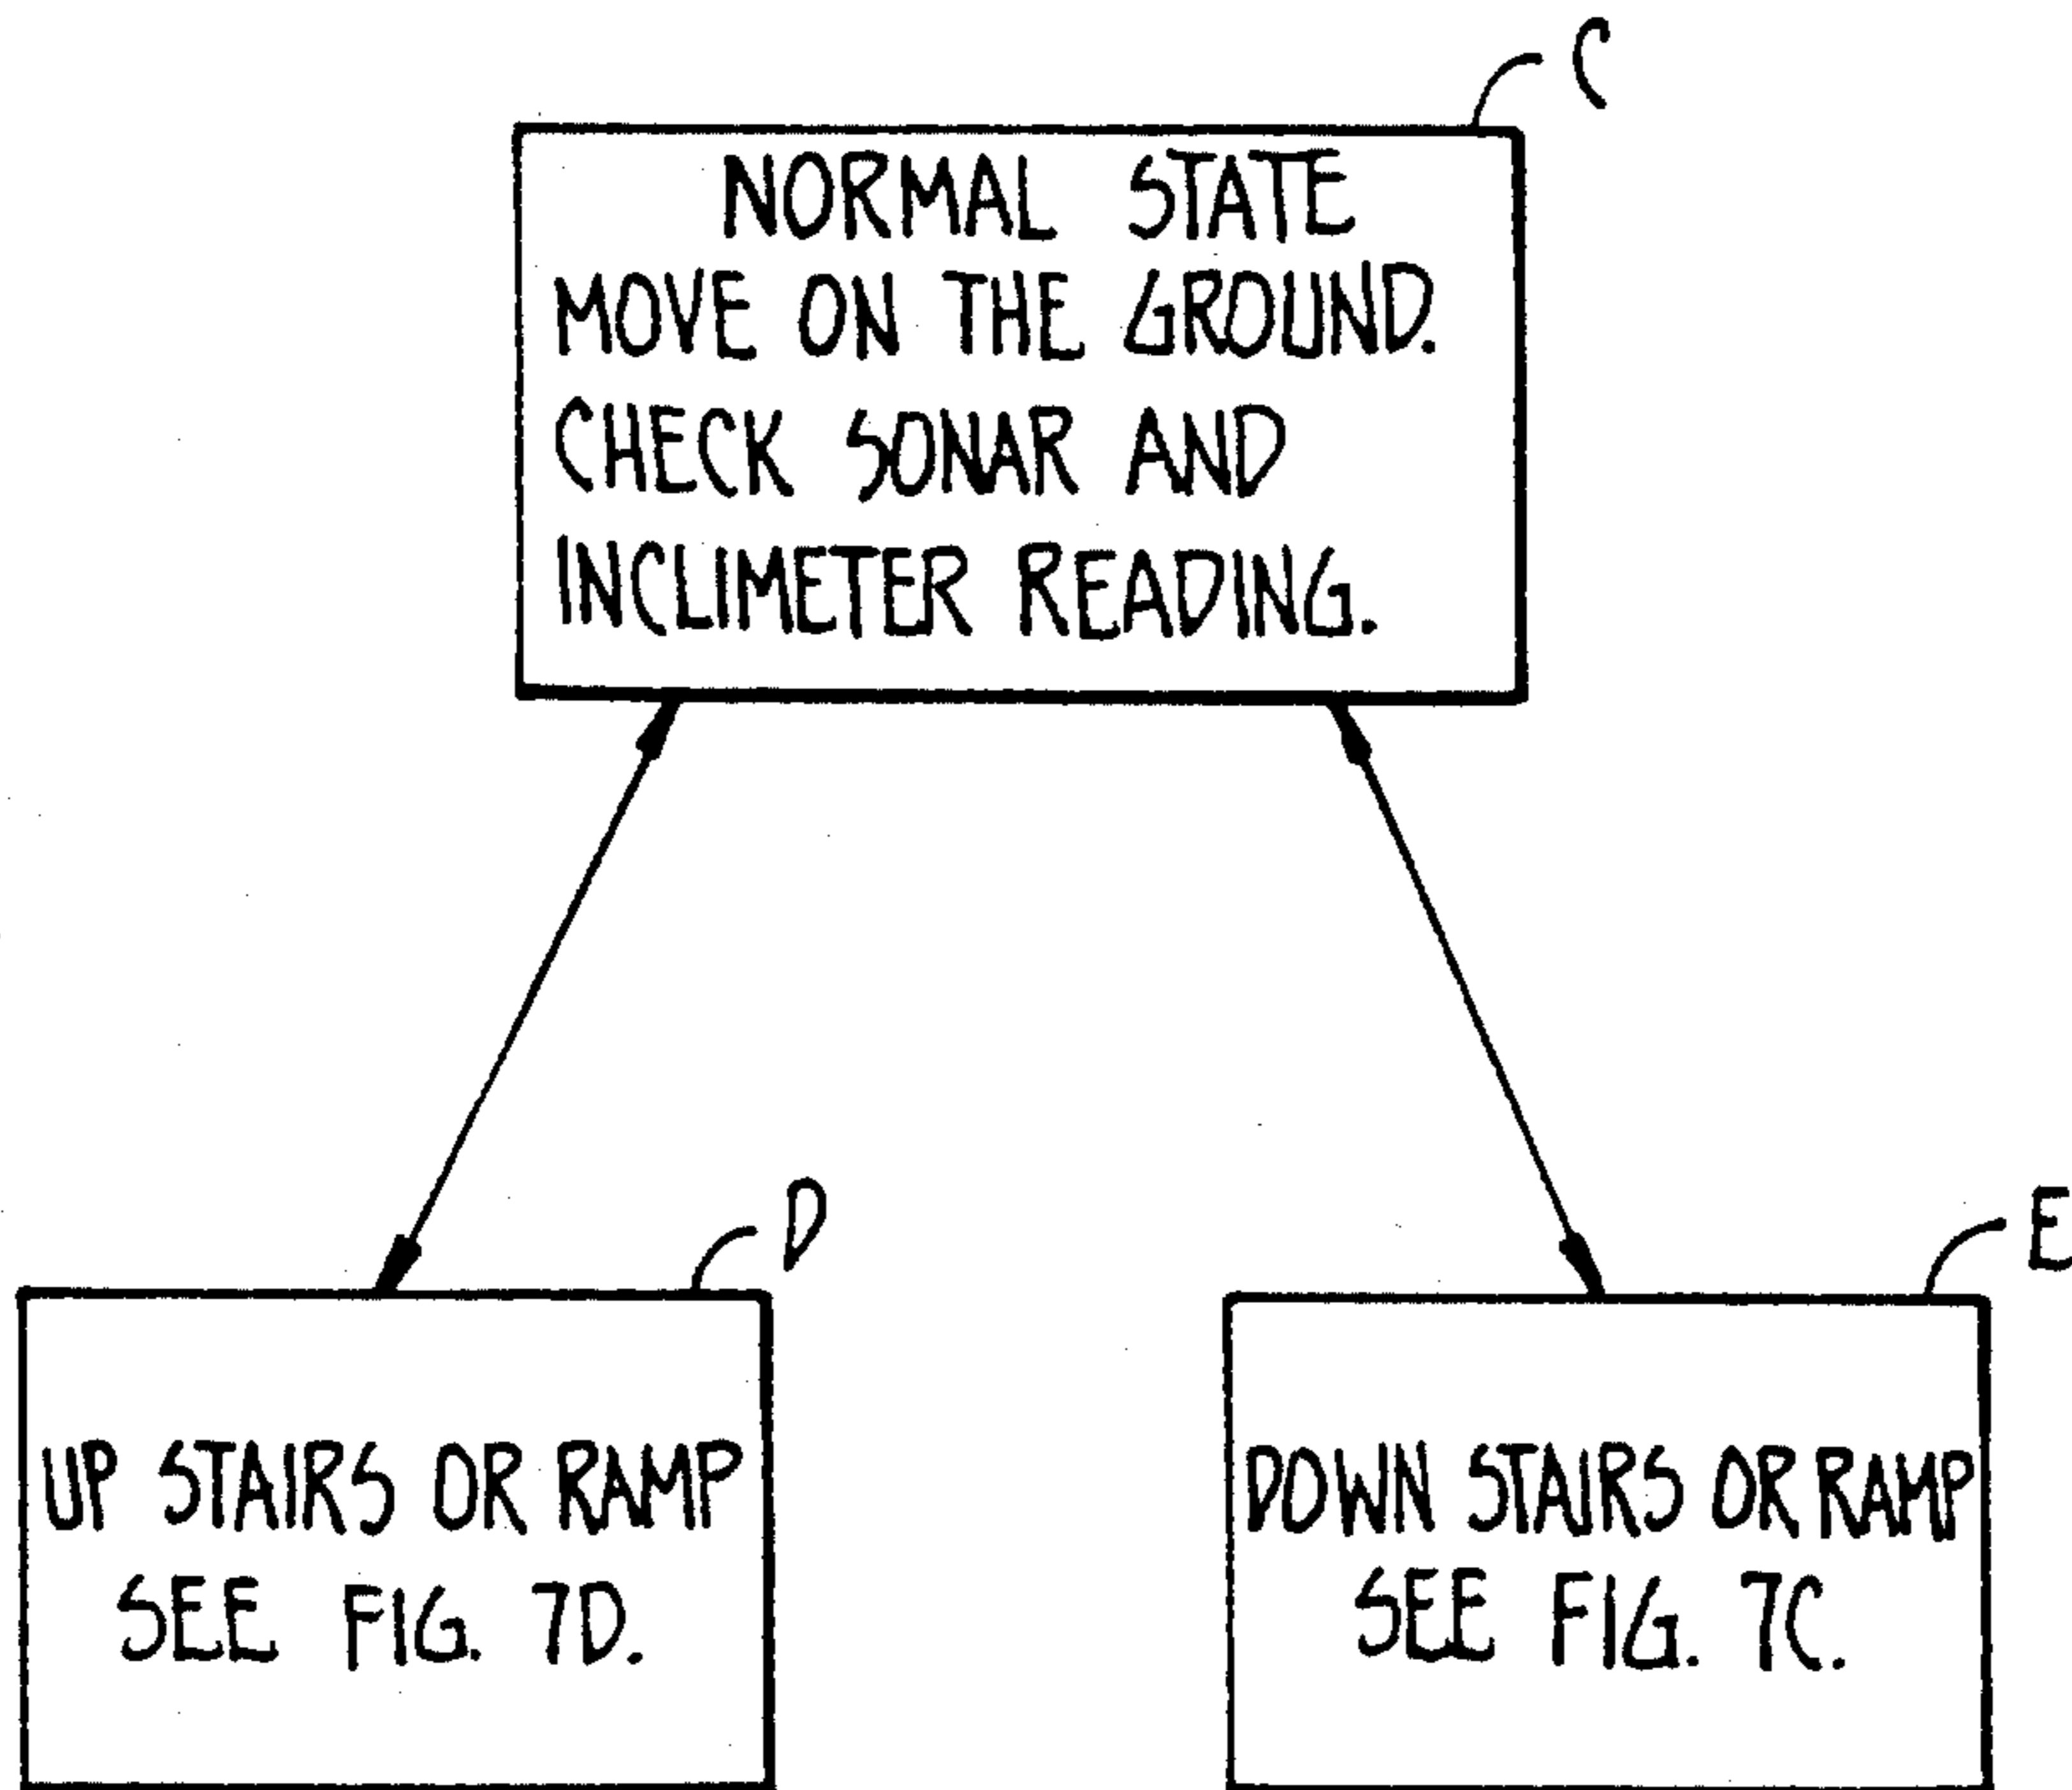 C
NORMAL STATE
MOVE ON THE GROUND.
CHECK SONAR AND
INCLIMETER READING.
D
UP STAIRS OR RAMP
SEE FIG. 7D.
E
DOWN STAIRS OR RAMP
SEE FIG. 7C.